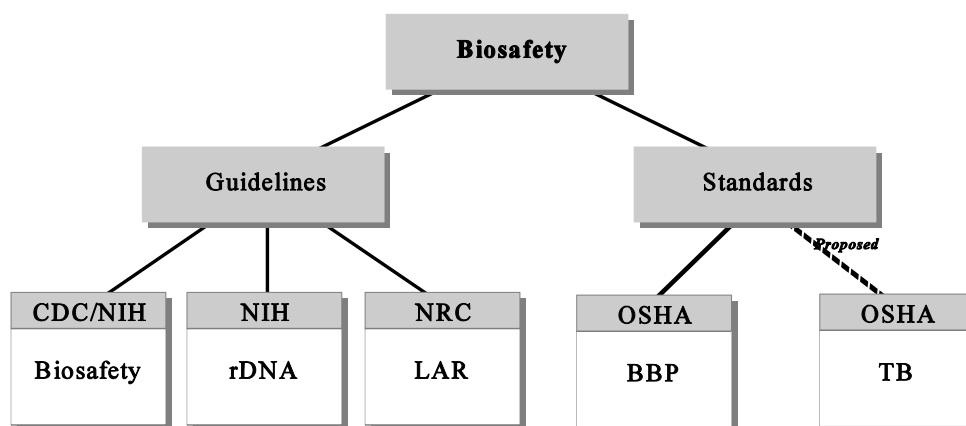 Biosafety
Guidelines
Standards
Proposed
CDC/NIH
NIH
NRC
OSHA
OSHA
Biosafety
rDNA
LAR
BBP
TB